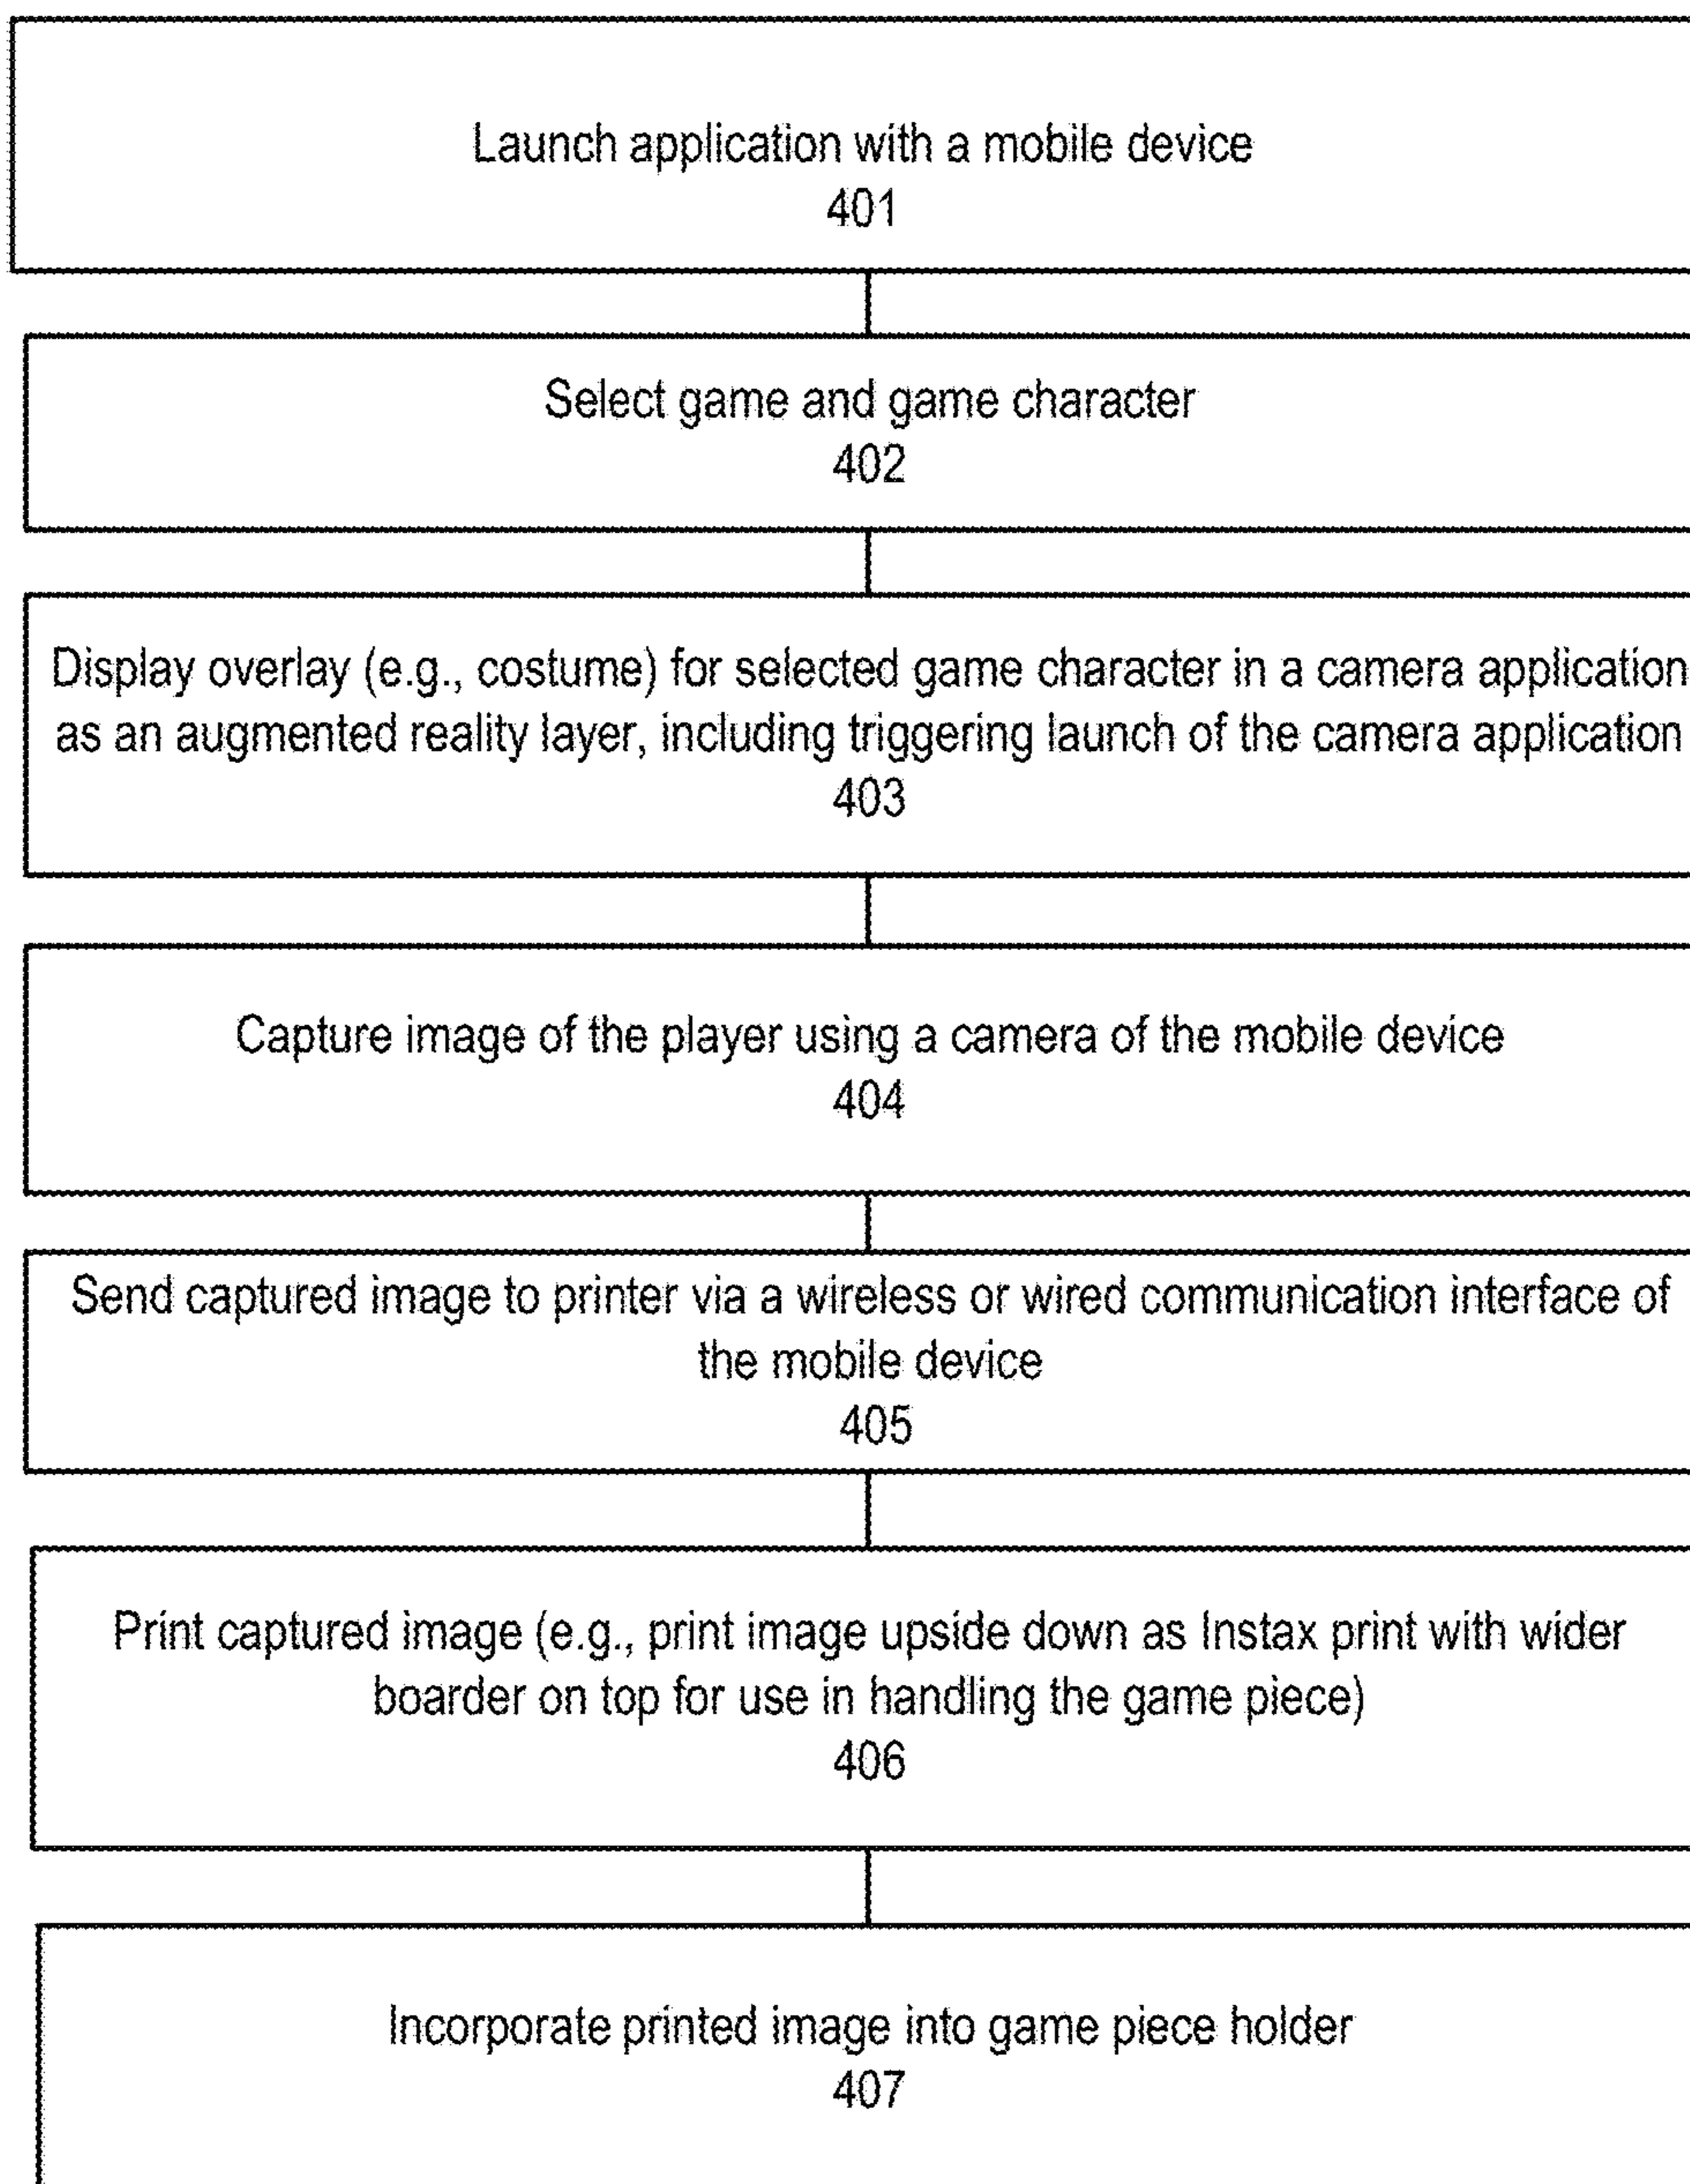 Launch application with a mobile device
401
Select game and game character
402
Display overlay (e.g., costume) for selected game character in a camera application
as an augmented reality layer, including triggering launch of the camera application
403
Capture image of the player using a camera of the mobile device
404
Send captured image to printer via a wireless or wired communication interface of
the mobile device
405
Print captured image (e.g., print image upside down as Instax print with wider
boarder on top for use in handling the game piece)
406
Incorporate printed image into game piece holder
407